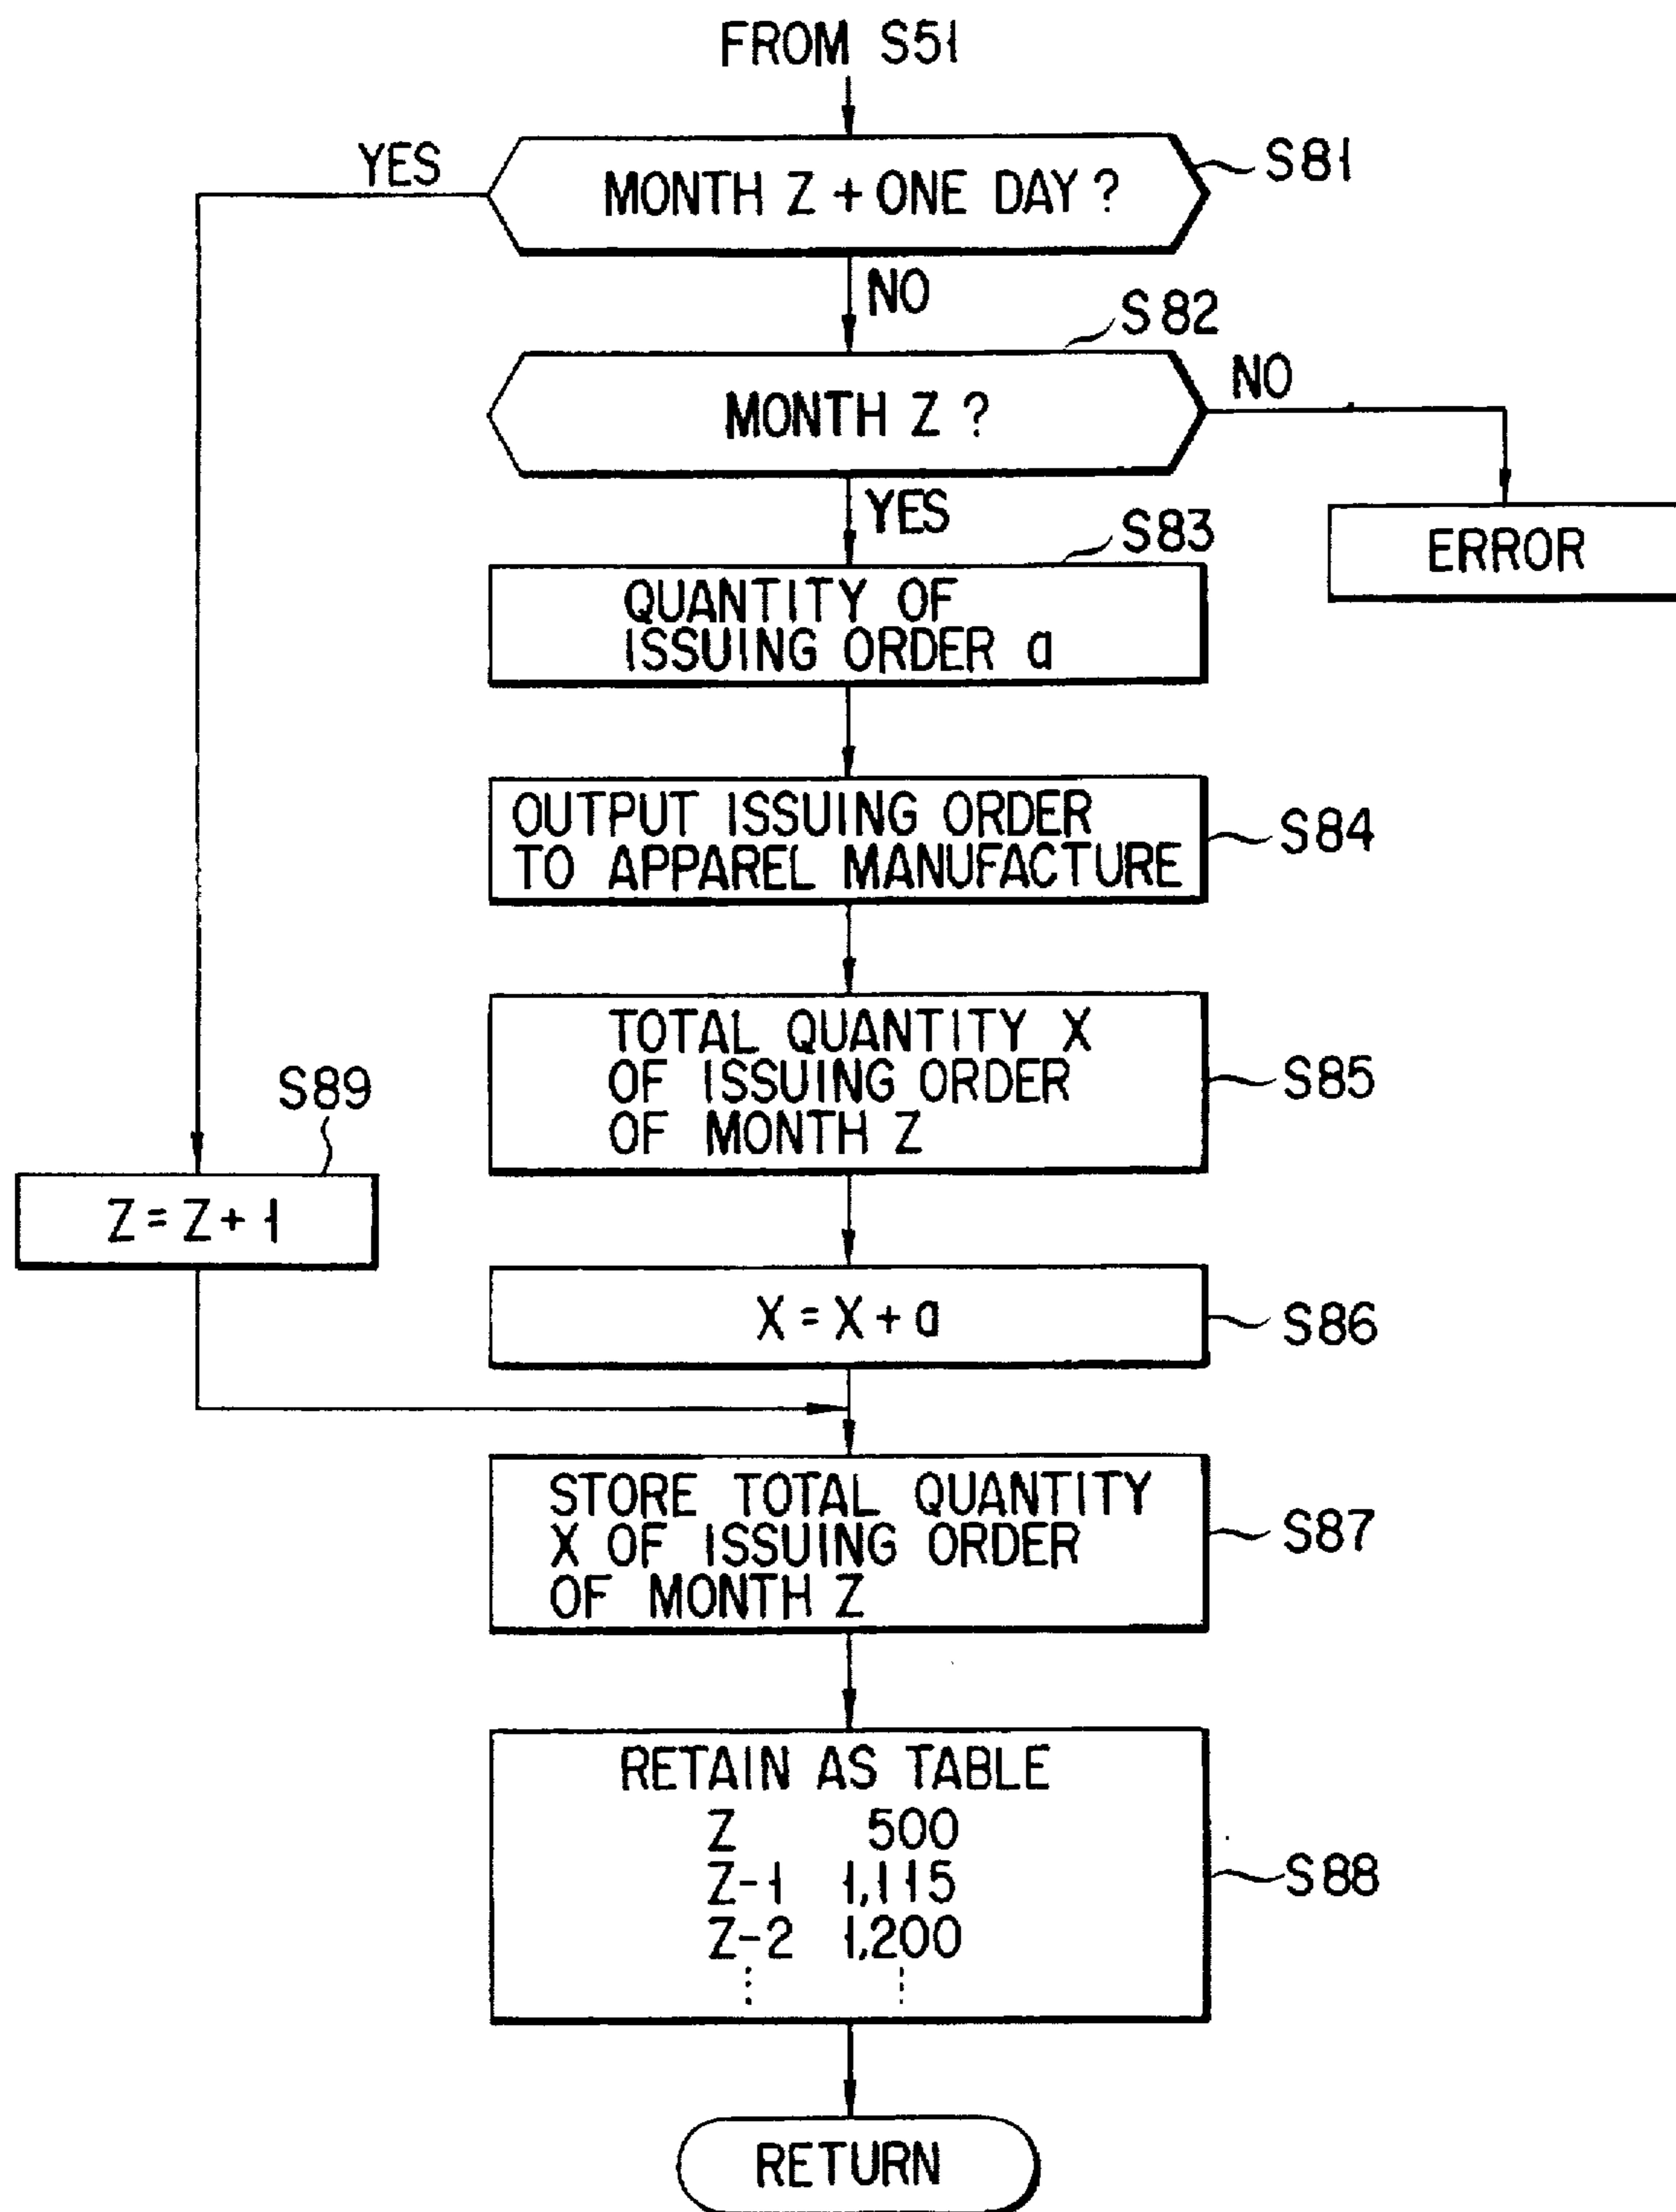 FROM S51
YES
MONTH Z + ONE DAY ?
S81
NO
S82
MONTH Z ?
NO
YES
ERROR
S83
QUANTITY OF
ISSUING ORDER a
OUTPUT ISSUING ORDER
TO APPAREL MANUFACTURE
S84
TOTAL QUANTITY X
OF ISSUING ORDER
OF MONTH Z
S85
S89
Z = Z + 1
X = X + a
S86
STORE TOTAL QUANTITY
X OF ISSUING ORDER
OF MONTH Z
S87
RETAIN AS TABLE
Z 500
Z-1 1,115
Z-2 1,200
S88
RETURN